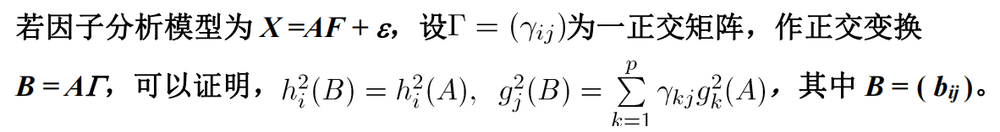 若因子分析模型为 X =AF + ε，设Γ = (γ_{ij})为一正交矩阵，作正交变换
B = AΓ，可以证明，h_i^2(B) = h_i^2(A), g_j^2(B) = \sum_{k=1}^{p} γ_{kj}g_k^2(A)，其中 B = ( b_{ij} )。